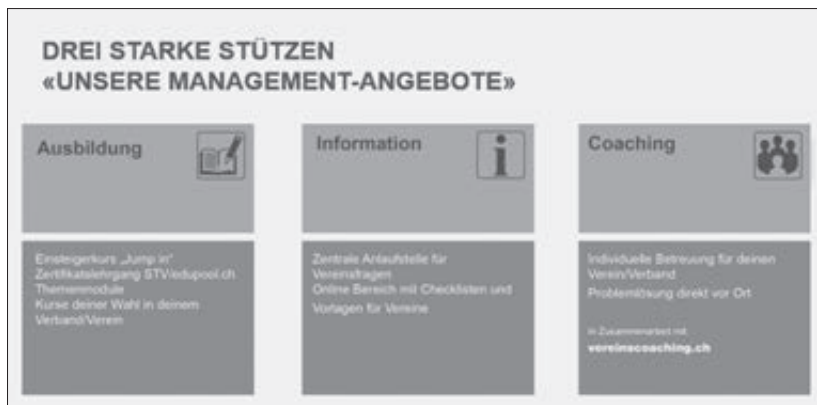 DREI STARKE STÜTZEN
«UNSERE MANAGEMENT-ANGEBOTE»
Ausbildung
Einsteigerkurs „Jump in“
Zertifikatslehrgang STV/edupool.ch
Themenmodule
Kurse deiner Wahl in deinem
Verband/Verein
Information
Zentrale Anlaufstelle für
Vereinsfragen
Online Bereich mit Checklisten und
Vorlagen für Vereine
Coaching
Individuelle Betreuung für deinen
Verein/Verband
Problemlösung direkt vor Ort
in Zusammenarbeit mit
vereinscoaching.ch